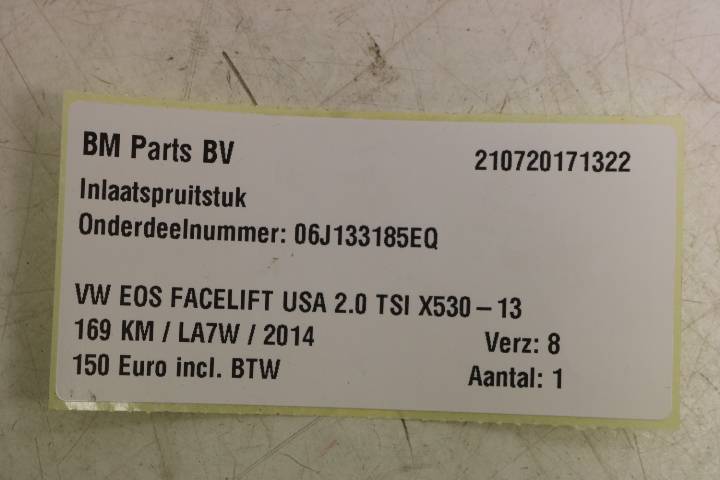 BM Parts BV 210720171322
Inlaatspruitstuk
Onderdeelnummer: 06J133185EQ
VW EOS FACELIFT USA 2.0 TSI X530 – 13
169 KM / LA7W / 2014 Verz: 8
150 Euro incl. BTW Aantal: 1